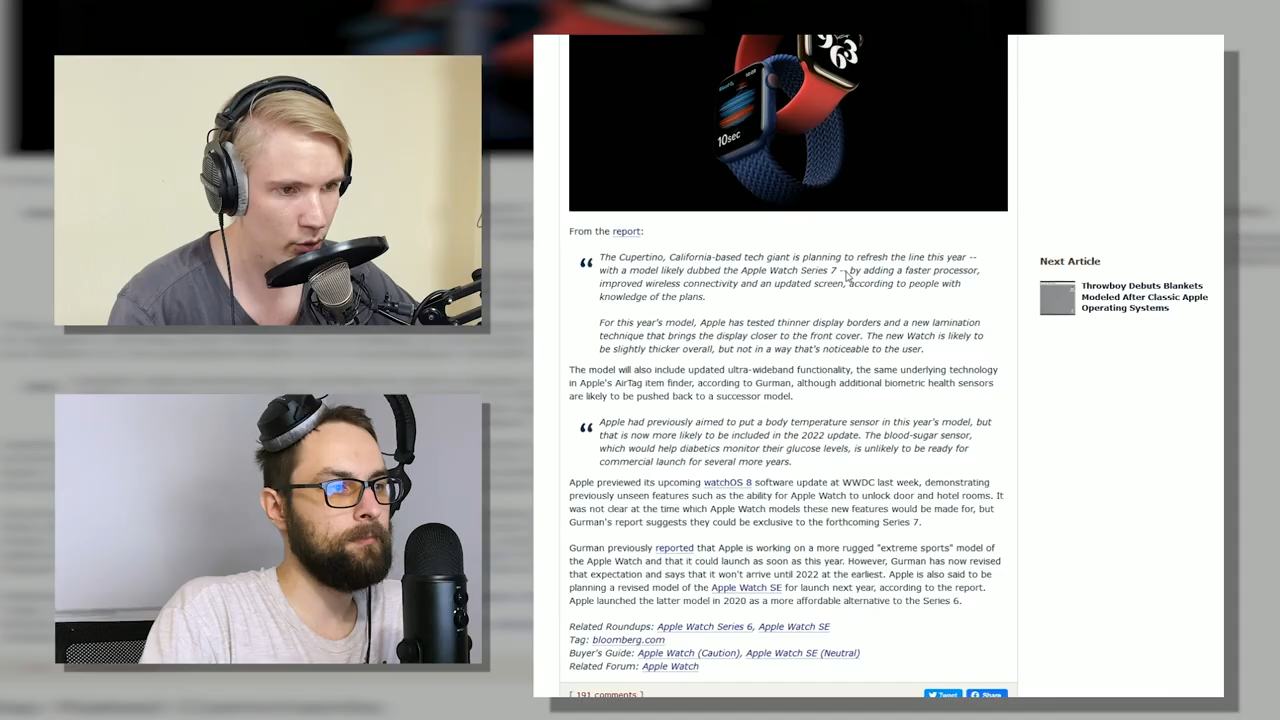 63
10sec
From the report:
“ The Cupertino, California-based tech giant is planning to refresh the line this year --
with a model likely dubbed the Apple Watch Series 7 -- by adding a faster processor,
improved wireless connectivity and an updated screen, according to people with
knowledge of the plans.
For this year's model, Apple has tested thinner display borders and a new lamination
technique that brings the display closer to the front cover. The new Watch is likely to
be slightly thicker overall, but not in a way that's noticeable to the user.
The model will also include updated ultra-wideband functionality, the same underlying technology
in Apple's AirTag item finder, according to Gurman, although additional biometric health sensors
are likely to be pushed back to a successor model.
“ Apple had previously aimed to put a body temperature sensor in this year's model, but
that is now more likely to be included in the 2022 update. The blood-sugar sensor,
which would help diabetics monitor their glucose levels, is unlikely to be ready for
commercial launch for several more years.
Apple previewed its upcoming watchOS 8 software update at WWDC last week, demonstrating
previously unseen features such as the ability for Apple Watch to unlock door and hotel rooms. It
was not clear at the time which Apple Watch models these new features would be made for, but
Gurman's report suggests they could be exclusive to the forthcoming Series 7.
Gurman previously reported that Apple is working on a more rugged "extreme sports" model of
the Apple Watch and that it could launch as soon as this year. However, Gurman has now revised
that expectation and says that it won't arrive until 2022 at the earliest. Apple is also said to be
planning a revised model of the Apple Watch SE for launch next year, according to the report.
Apple launched the latter model in 2020 as a more affordable alternative to the Series 6.
Related Roundups: Apple Watch Series 6, Apple Watch SE
Tag: bloomberg.com
Buyer's Guide: Apple Watch (Caution), Apple Watch SE (Neutral)
Related Forum: Apple Watch
[ 191 comments ]
Tweet
Share
Next Article
Throwboy Debuts Blankets
Modeled After Classic Apple
Operating Systems